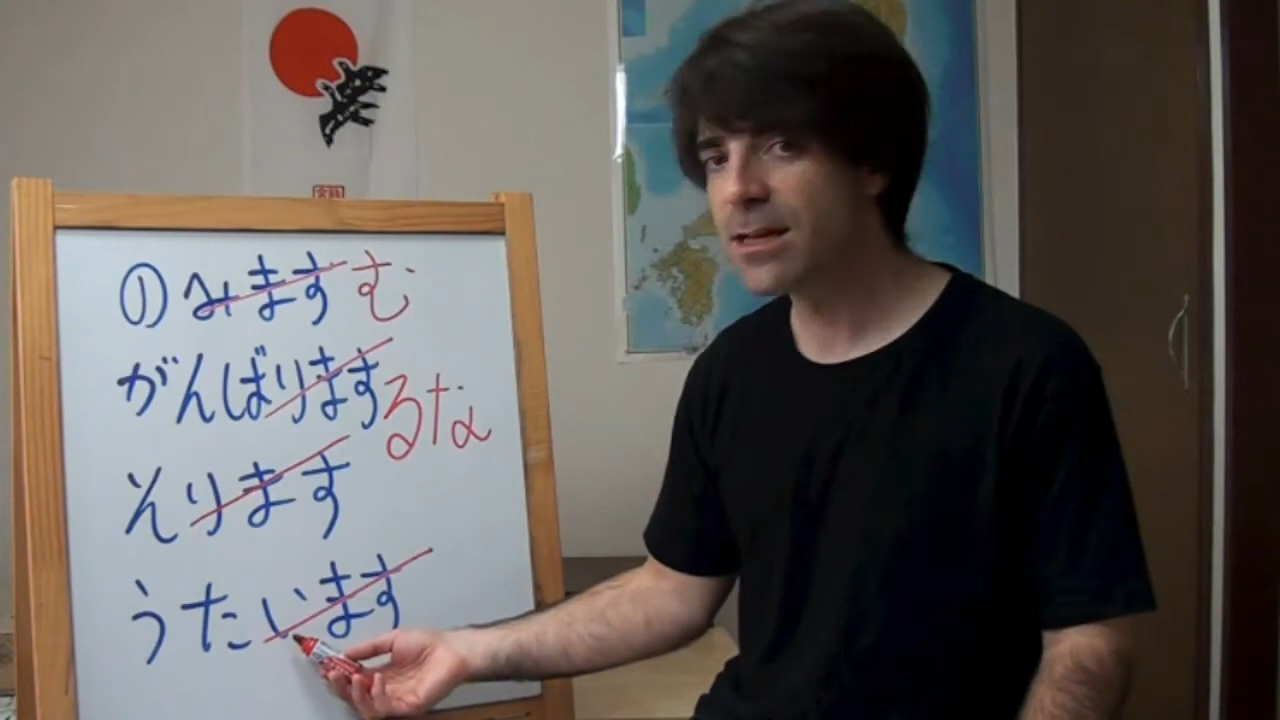 のみます む
がんばります るな
そります
うたいます